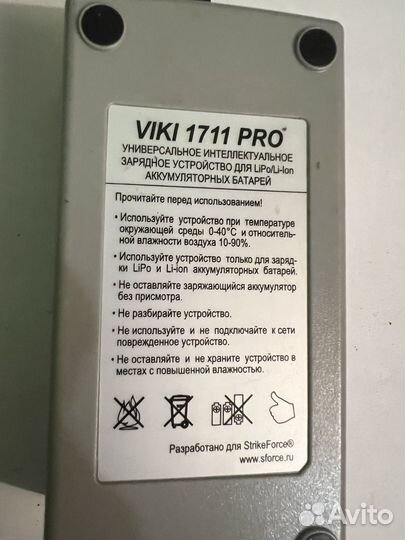 VIKI 1711 PRO™
УНИВЕРСАЛЬНОЕ ИНТЕЛЛЕКТУАЛЬНОЕ
ЗАРЯДНОЕ УСТРОЙСТВО ДЛЯ LiPo/Li-Ion
АККУМУЛЯТОРНЫХ БАТАРЕЙ
Прочитайте перед использованием!
• Используйте устройство при температуре
окружающей среды 0-40°С и относитель-
ной влажности воздуха 10-90%.
• Используйте устройство только для заряд-
ки LiPo и Li-ion аккумуляторных батарей.
• Не оставляйте заряжающийся аккумулятор
без присмотра.
• Не разбирайте устройство.
• Не используйте и не подключайте к сети
поврежденное устройство.
• Не оставляйте и не храните устройство в
местах с повышенной влажностью.
Разработано для StrikeForce®
www.sforce.ru
Avito